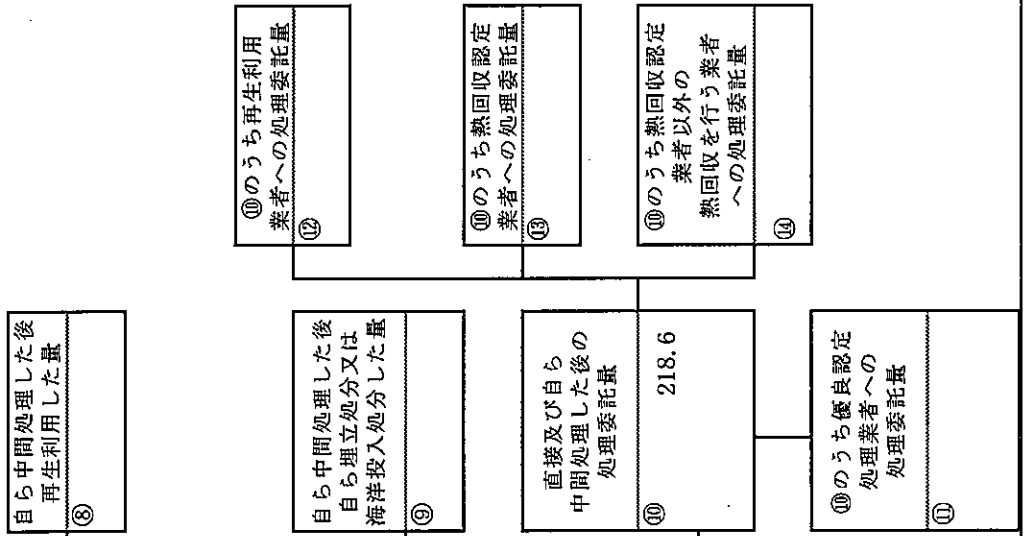 自ら中間処理した後
再生利用した量
⑧
自ら中間処理した後
自ら埋立処分又は
海洋投入処分した量
⑨
直接及び自ら
中間処理した後の
処理委託量
⑩
218.6
⑩のうち優良認定
処理業者への
処理委託量
⑪
⑩のうち再生利用
業者への処理委託量
⑫
⑩のうち熱回収認定
業者への処理委託量
⑬
⑩のうち熱回収認定
業者以外の
熱回収を行う業者
への処理委託量
⑭